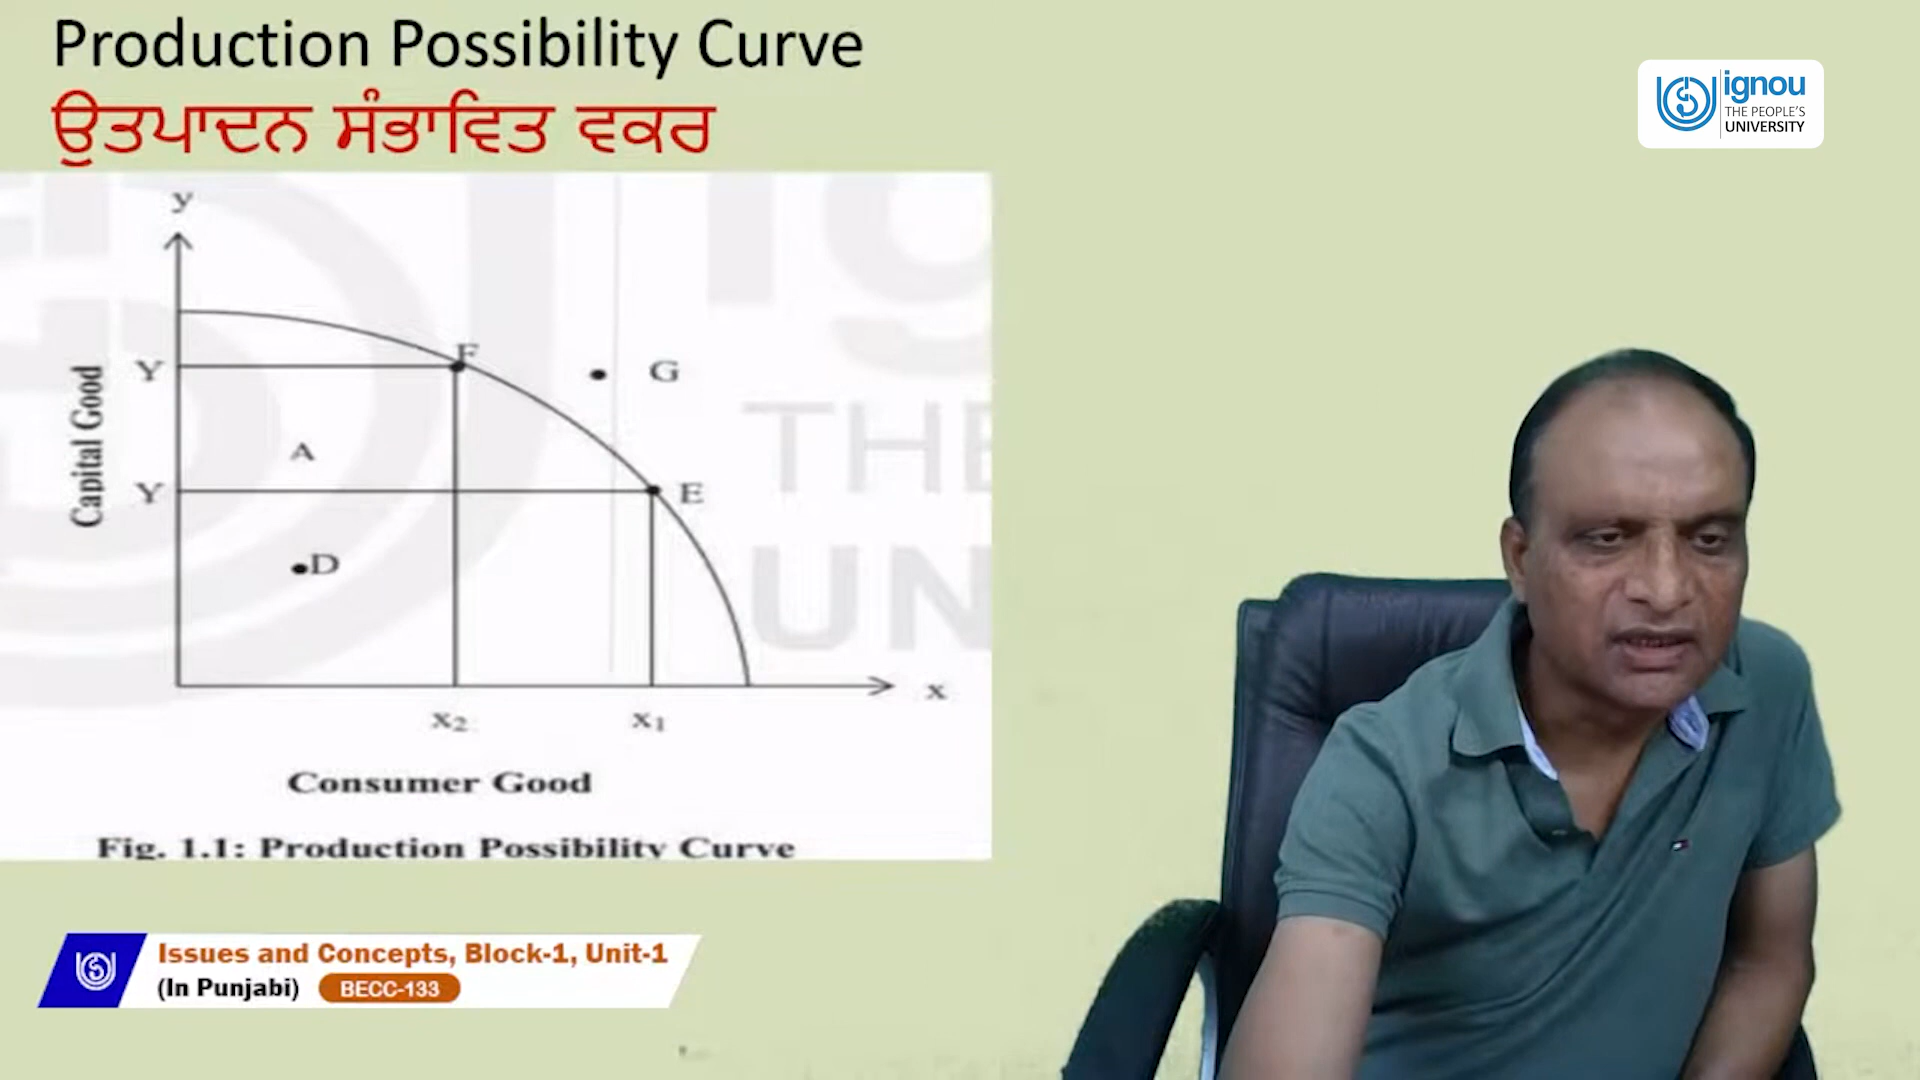 Production Possibility Curve
ਉਤਪਾਦਨ ਸੰਭਾਵਿਤ ਵਕਰ
ignou
THE PEOPLE'S
UNIVERSITY
y
F
Y
G
Capital Good
A
Y
E
D
x
x₂
x₁
Consumer Good
Fig. 1.1: Production Possibility Curve
Issues and Concepts, Block-1, Unit-1
(In Punjabi) BECC-133